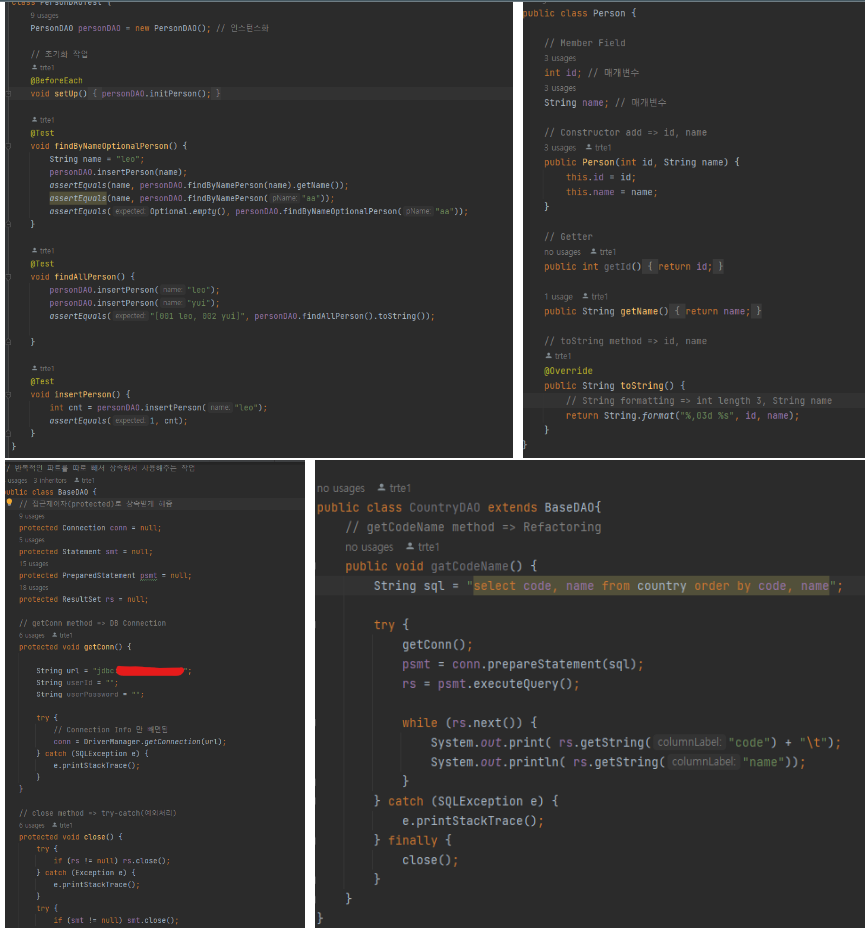 class PersonDAOTest {
9 usages
PersonDAO personDAO = new PersonDAO(); // 인스턴스화
// 초기화 작업
trte1
@BeforeEach
void setUp() { personDAO.initPerson(); }
trte1
@Test
void findByNameOptionalPerson() {
String name = "leo";
personDAO.insertPerson(name);
assertEquals(name, personDAO.findByNamePerson(name).getName());
assertEquals(name, personDAO.findByNamePerson( pName: "aa"));
assertEquals( expected: Optional.empty(), personDAO.findByNameOptionalPerson( pName: "aa"));
}
trte1
@Test
void findAllPerson() {
personDAO.insertPerson( name: "leo");
personDAO.insertPerson( name: "yui");
assertEquals( expected: "[001 leo, 002 yui]", personDAO.findAllPerson().toString());
}
trte1
@Test
void insertPerson() {
int cnt = personDAO.insertPerson( name: "leo");
assertEquals( expected: 1, cnt);
}
}
public class Person {
// Member Field
3 usages
int id; // 매개변수
3 usages
String name; // 매개변수
// Constructor add => id, name
3 usages trte1
public Person(int id, String name) {
this.id = id;
this.name = name;
}
// Getter
no usages trte1
public int getId() { return id; }
1 usage trte1
public String getName() { return name; }
// toString method => id, name
trte1
@Override
public String toString() {
// String formatting => int length 3, String name
return String.format("%,03d %s", id, name);
}
}
/ 반복적인 파트를 따로 빼서 상속해서 사용해주는 작업
usages 3 inheritors trte1
ublic class BaseDAO {
// 접근제어자(protected)로 상속받게 해줌
9 usages
protected Connection conn = null;
5 usages
protected Statement smt = null;
15 usages
protected PreparedStatement psmt = null;
18 usages
protected ResultSet rs = null;
// getConn method => DB Connection
6 usages trte1
protected void getConn() {
String url = "jdbc: ";
String userId = "";
String userPassword = "";
try {
// Connection Info 만
conn = DriverManager.getConnection(url);
} catch (SQLException e) {
e.printStackTrace();
}
}
// close method => try-catch(예외처리)
6 usages trte1
protected void close() {
try {
if (rs != null) rs.close();
} catch (Exception e) {
e.printStackTrace();
}
try {
if (smt != null) smt.close();
no usages trte1
public class CountryDAO extends BaseDAO{
// getCodeName method => Refactoring
no usages trte1
public void gatCodeName() {
String sql = "select code, name from country order by code, name";
try {
getConn();
psmt = conn.prepareStatement(sql);
rs = psmt.executeQuery();
while (rs.next()) {
System.out.print( rs.getString( columnLabel: "code") + "\t");
System.out.println( rs.getString( columnLabel: "name"));
}
} catch (SQLException e) {
e.printStackTrace();
} finally {
close();
}
}
}